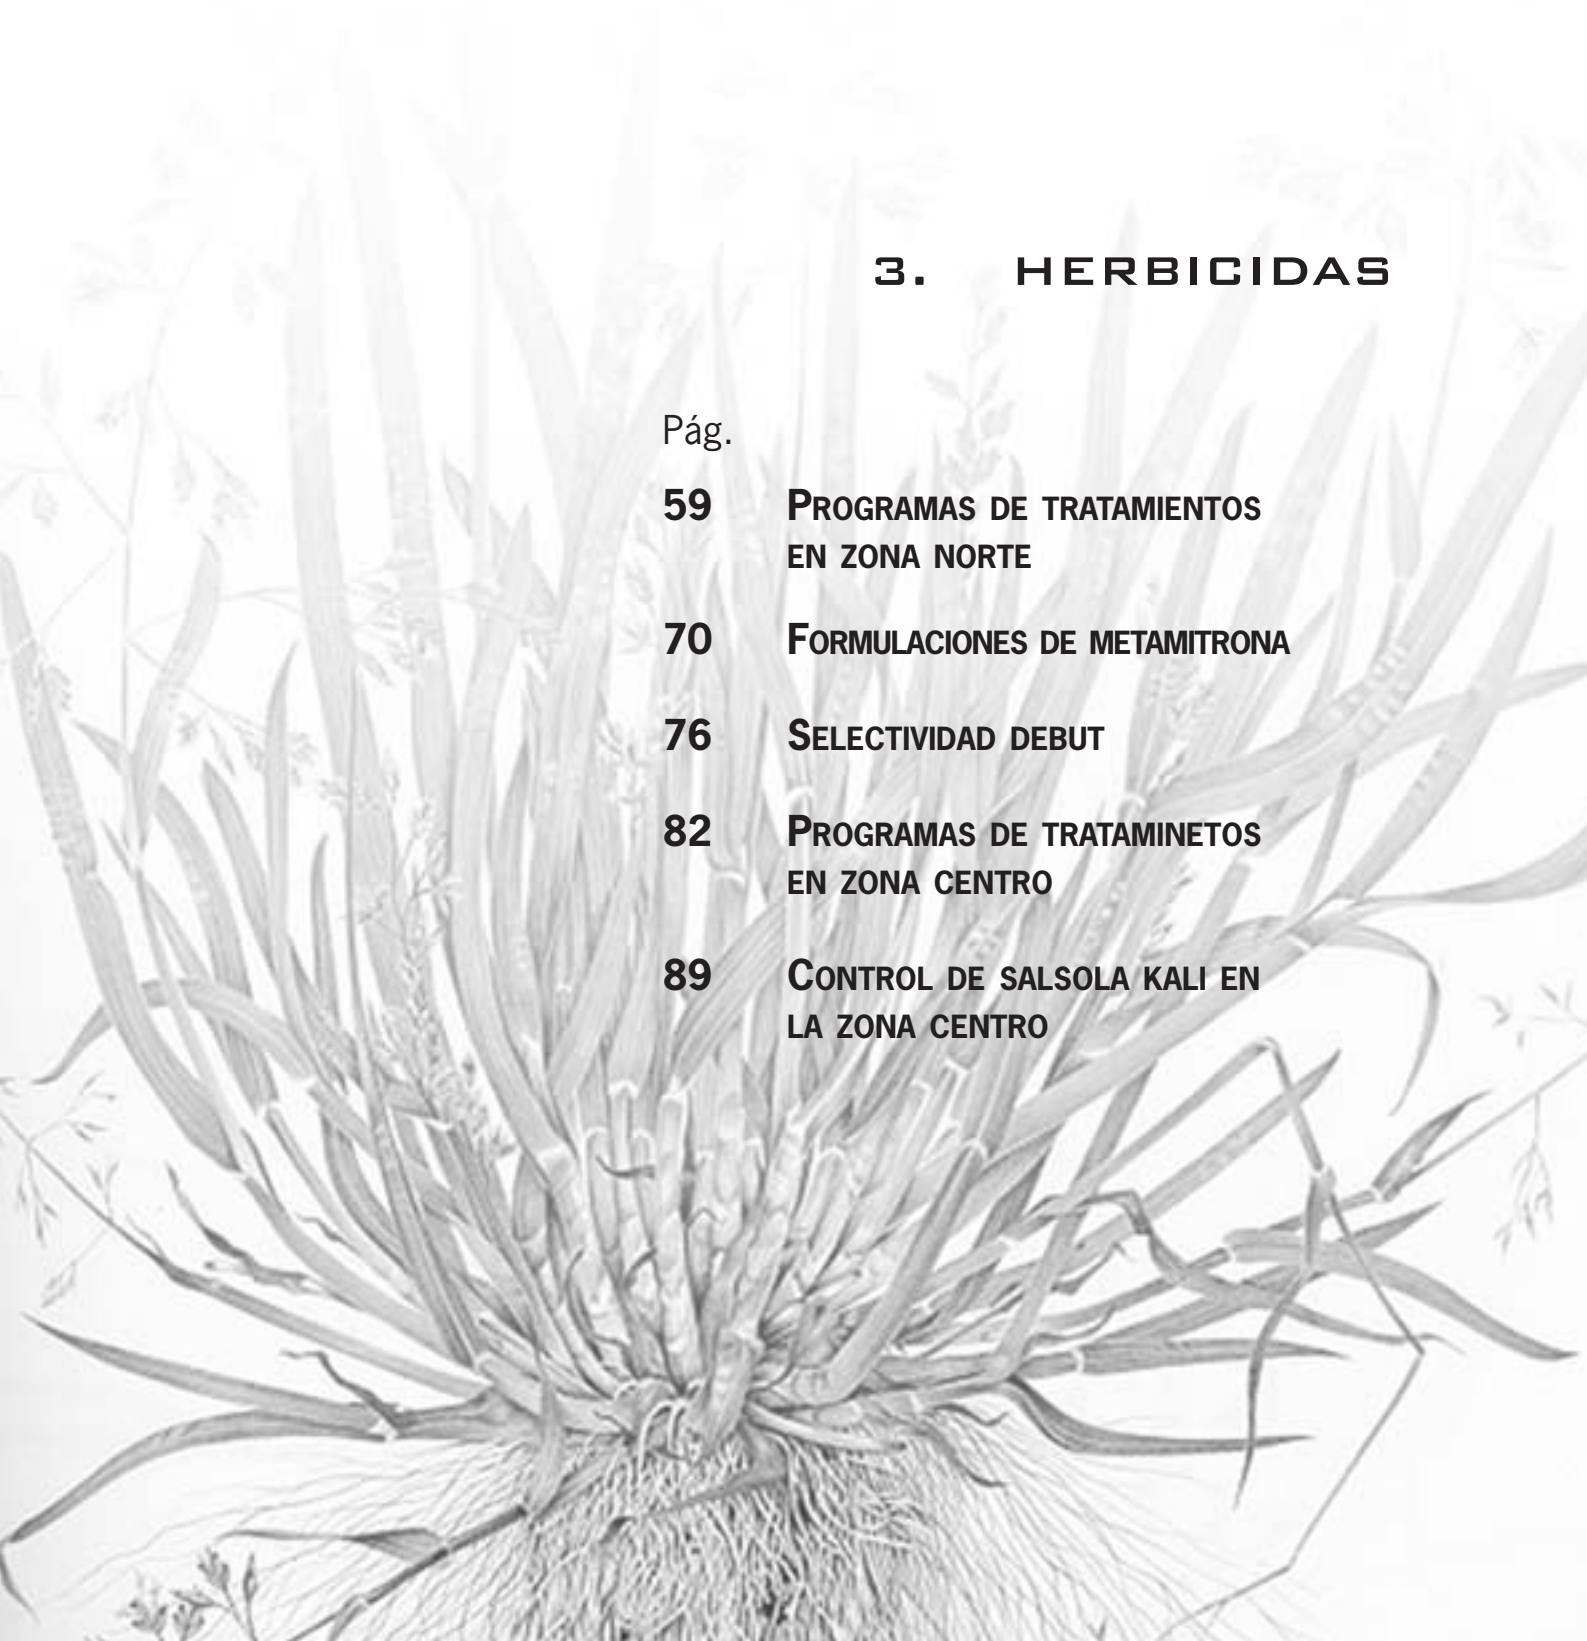 3. HERBICIDAS
Pág.
59 PROGRAMAS DE TRATAMIENTOS
EN ZONA NORTE
70 FORMULACIONES DE METAMITRONA
76 SELECTIVIDAD DEBUT
82 PROGRAMAS DE TRATAMINETOS
EN ZONA CENTRO
89 CONTROL DE SALSOLA KALI EN
LA ZONA CENTRO